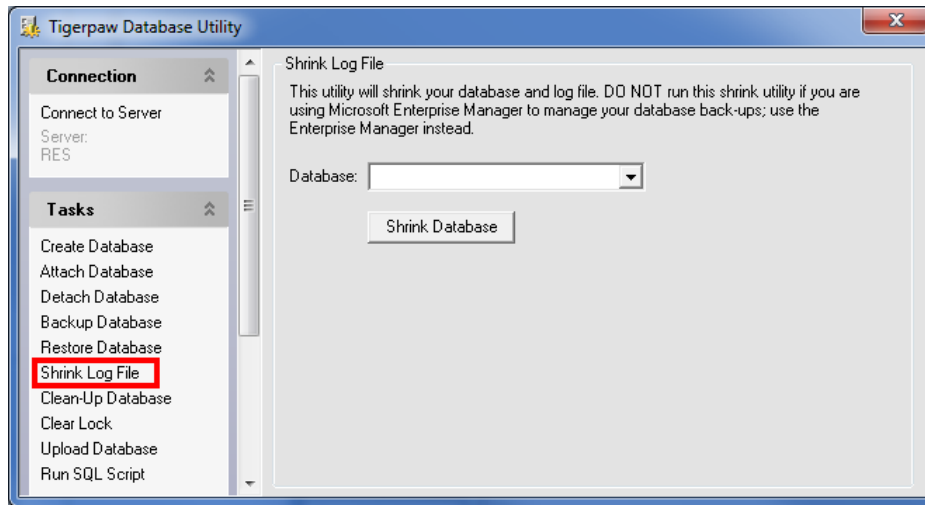 Tigerpaw Database Utility
Connection
Connect to Server
Server:
RES
Tasks
Create Database
Attach Database
Detach Database
Backup Database
Restore Database
Shrink Log File
Clean-Up Database
Clear Lock
Upload Database
Run SQL Script
Shrink Log File
This utility will shrink your database and log file. DO NOT run this shrink utility if you are
using Microsoft Enterprise Manager to manage your database back-ups; use the
Enterprise Manager instead.
Database:
Shrink Database